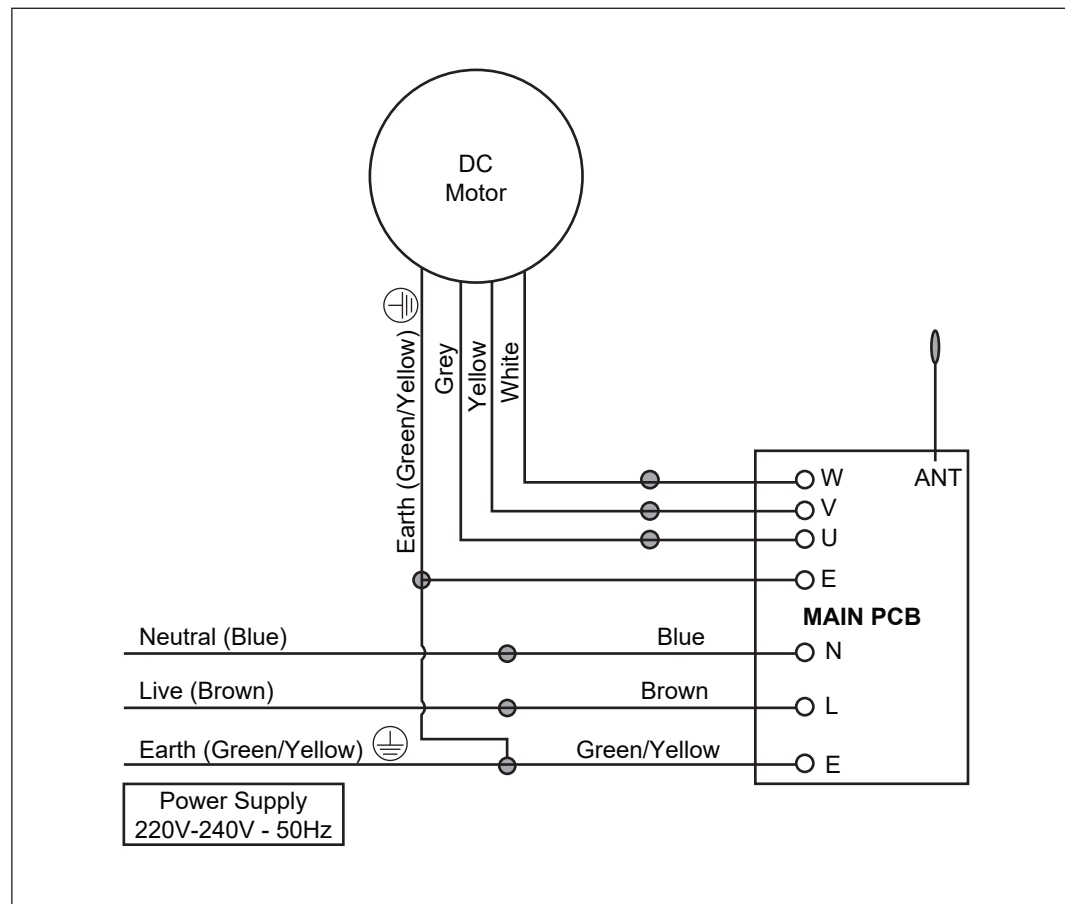 DC
Motor
Earth (Green/Yellow)
Grey
Yellow
White
ANT
W
V
U
E
MAIN PCB
Neutral (Blue)
Blue
N
Live (Brown)
Brown
L
Earth (Green/Yellow)
Green/Yellow
E
Power Supply
220V-240V - 50Hz